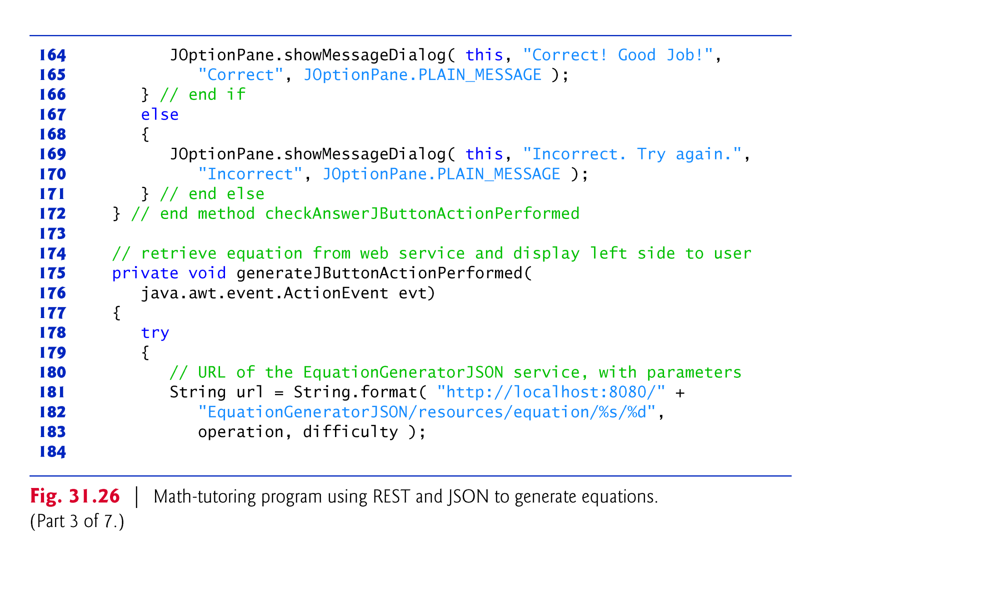 164 JOptionPane.showMessageDialog( this, "Correct! Good Job!",
165 "Correct", JOptionPane.PLAIN_MESSAGE );
166 } // end if
167 else
168 {
169 JOptionPane.showMessageDialog( this, "Incorrect. Try again.",
170 "Incorrect", JOptionPane.PLAIN_MESSAGE );
171 } // end else
172 } // end method checkAnswerJButtonActionPerformed
173
174 // retrieve equation from web service and display left side to user
175 private void generateJButtonActionPerformed(
176 java.awt.event.ActionEvent evt)
177 {
178 try
179 {
180 // URL of the EquationGeneratorJSON service, with parameters
181 String url = String.format( "http://localhost:8080/" +
182 "EquationGeneratorJSON/resources/equation/%s/%d",
183 operation, difficulty );
184
Fig. 31.26 | Math-tutoring program using REST and JSON to generate equations.
(Part 3 of 7.)